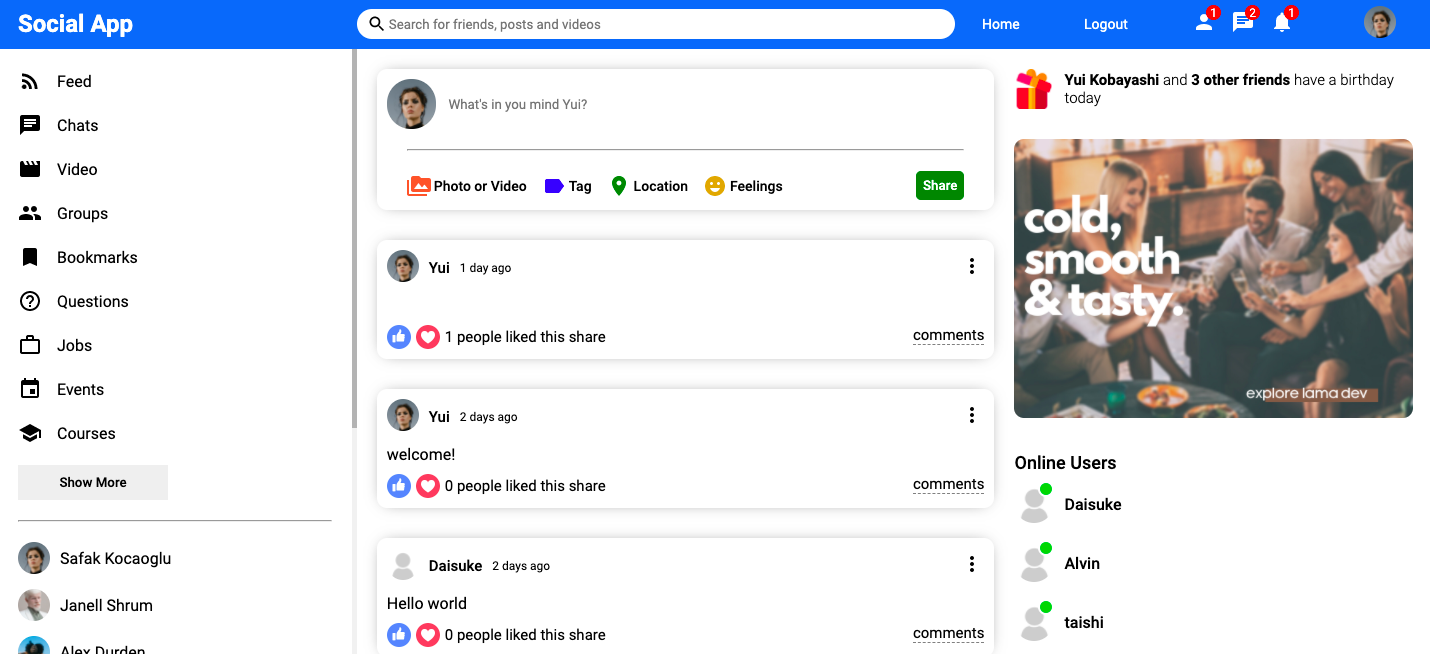 Social App
Search for friends, posts and videos
Home
Logout
1
2
1
Feed
Chats
Video
Groups
Bookmarks
Questions
Jobs
Events
Courses
Show More
Safak Kocaoglu
Janell Shrum
Alex Durden
What's in you mind Yui?
Photo or Video
Tag
Location
Feelings
Share
Yui 1 day ago
1 people liked this share
comments
Yui 2 days ago
welcome!
0 people liked this share
comments
Daisuke 2 days ago
Hello world
0 people liked this share
comments
Yui Kobayashi and 3 other friends have a birthday
today
cold,
smooth
& tasty.
explore lama dev
Online Users
Daisuke
Alvin
taishi